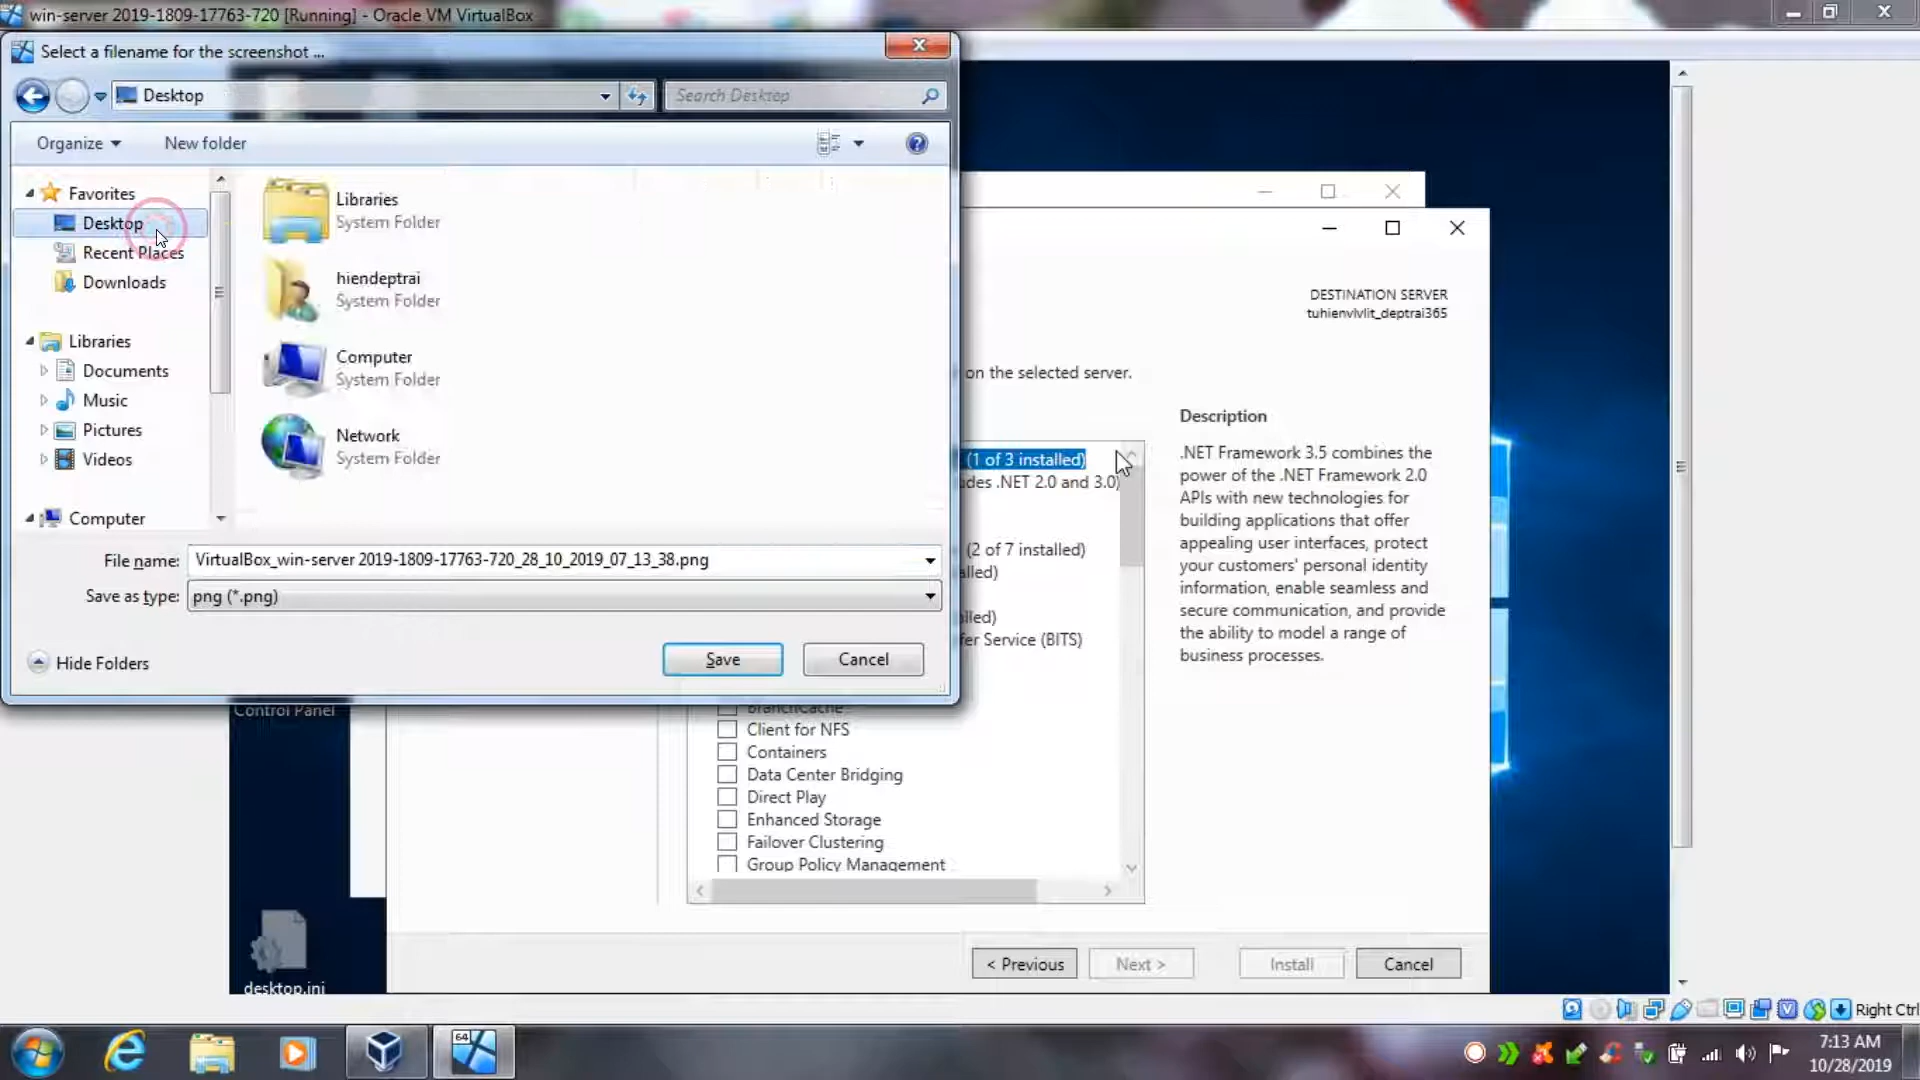 win-server 2019-1809-17763-720 [Running] - Oracle VM VirtualBox
Select a filename for the screenshot ...
Desktop
Search Desktop
Organize
New folder
Favorites
Desktop
Recent Places
Downloads
Libraries
Documents
Music
Pictures
Videos
Computer
Libraries
System Folder
hiendeptrai
System Folder
Computer
System Folder
Network
System Folder
File name:
VirtualBox_win-server 2019-1809-17763-720_28_10_2019_07_13_38.png
Save as type:
png (*.png)
Hide Folders
Save
Cancel
DESTINATION SERVER
tuhienvlvlit_deptrai365
on the selected server.
Description
(1 of 3 installed)
des .NET 2.0 and 3.0)
(2 of 7 installed)
alled)
alled)
fer Service (BITS)
BranchCache
Client for NFS
Containers
Data Center Bridging
Direct Play
Enhanced Storage
Failover Clustering
Group Policy Management
.NET Framework 3.5 combines the
power of the .NET Framework 2.0
APIs with new technologies for
building applications that offer
appealing user interfaces, protect
your customers' personal identity
information, enable seamless and
secure communication, and provide
the ability to model a range of
business processes.
< Previous
Next >
Install
Cancel
Control Panel
desktop.ini
Right Ctrl
64
7:13 AM
10/28/2019